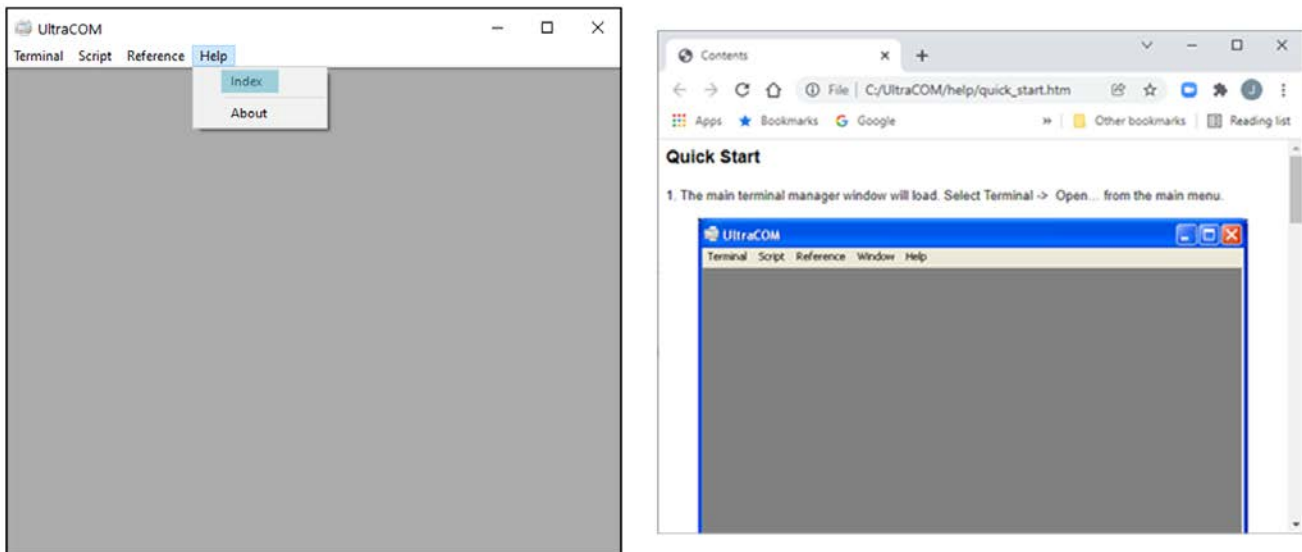 UltraCOM
Terminal Script Reference Help
Index
About
Contents
File | C:/UltraCOM/help/quick_start.htm
J
Apps Bookmarks G Google » Other bookmarks Reading list
Quick Start
1. The main terminal manager window will load. Select Terminal -> Open... from the main menu.
UltraCOM
Terminal Script Reference Window Help